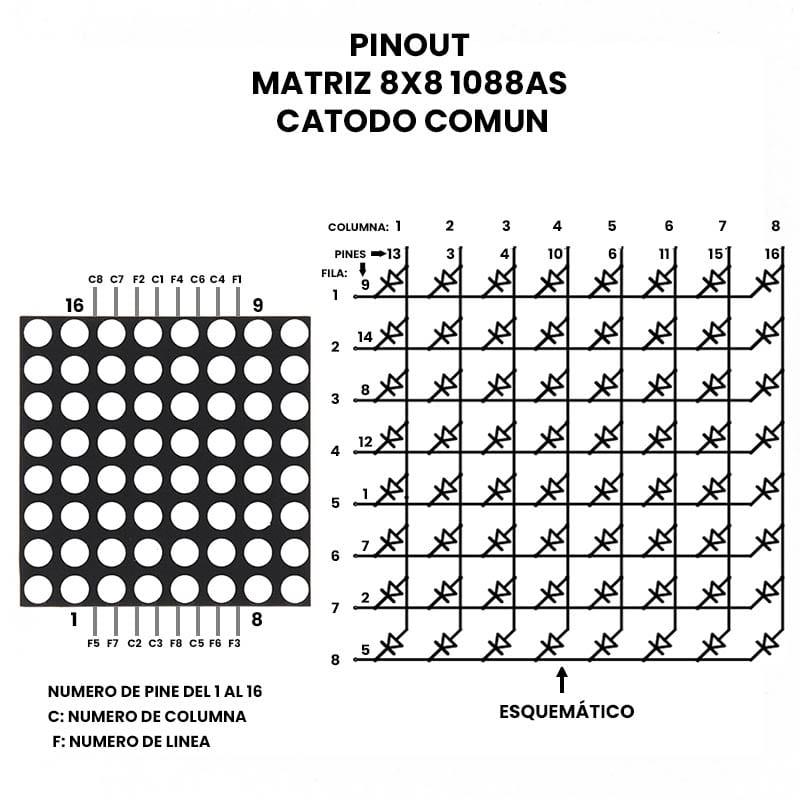 PINOUT
MATRIZ 8X8 1088AS
CATODO COMUN
COLUMNA: 1 2 3 4 5 6 7 8
PINES 13 3 4 10 6 11 15 16
FILA: 9
1
14
2
8
3
12
4
1
5
7
6
2
7
5
8
ESQUEMÁTICO
C8 C7 F2 C1 F4 C6 C4 F1
16 9
1 8
F5 F7 C2 C3 F8 C5 F6 F3
NUMERO DE PINE DEL 1 AL 16
C: NUMERO DE COLUMNA
F: NUMERO DE LINEA